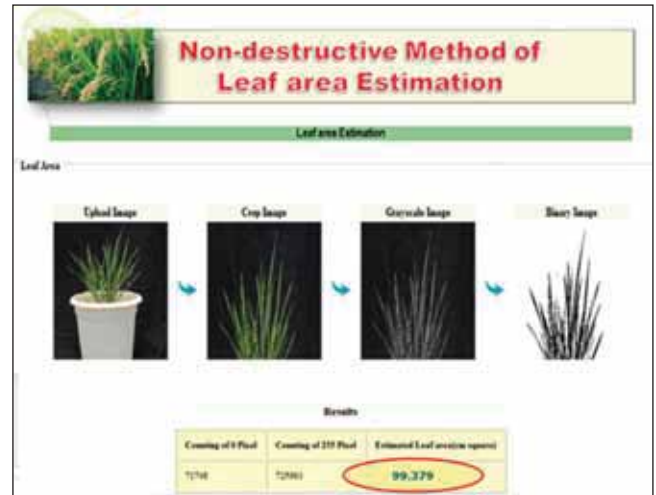 Non-destructive Method of
Leaf area Estimation
Leaf area Estimation
Leaf Area
Upload Image
Crop Image
Grayscale Image
Binary Image
Results
Counting of 0 Pixel
Counting of 255 Pixel
Estimated Leaf area(cm square)
99.379